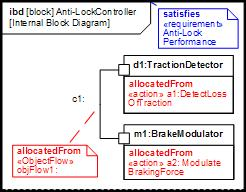 ibd [block] Anti-LockController
[Internal Block Diagram]
satisfies
«requirement»
Anti-Lock
Performance
d1:TractionDetector
allocatedFrom
«action» a1:DetectLoss
OfTraction
c1:
m1:BrakeModulator
allocatedFrom
«action» a2: Modulate
BrakingForce
allocatedFrom
«ObjectFlow»
objFlow1: